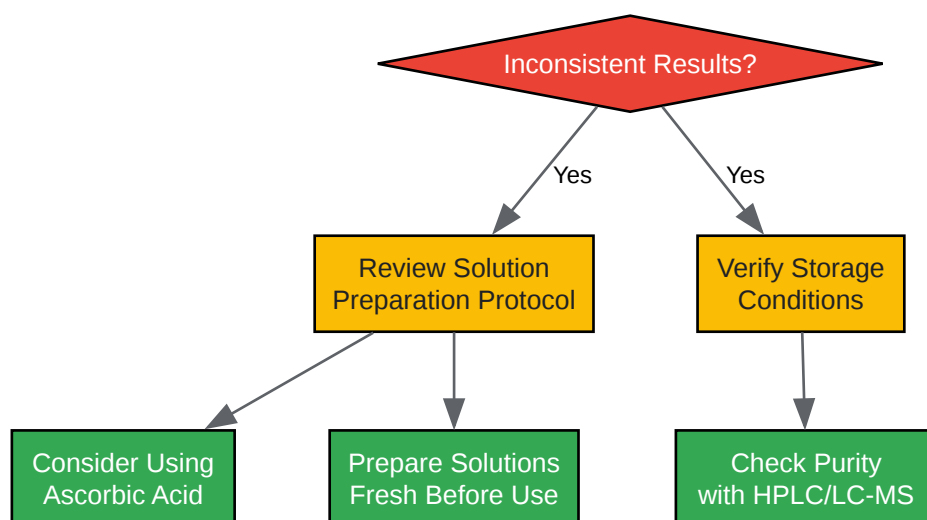 Inconsistent Results?
Yes
Yes
Review Solution
Preparation Protocol
Verify Storage
Conditions
Consider Using
Ascorbic Acid
Prepare Solutions
Fresh Before Use
Check Purity
with HPLC/LC-MS